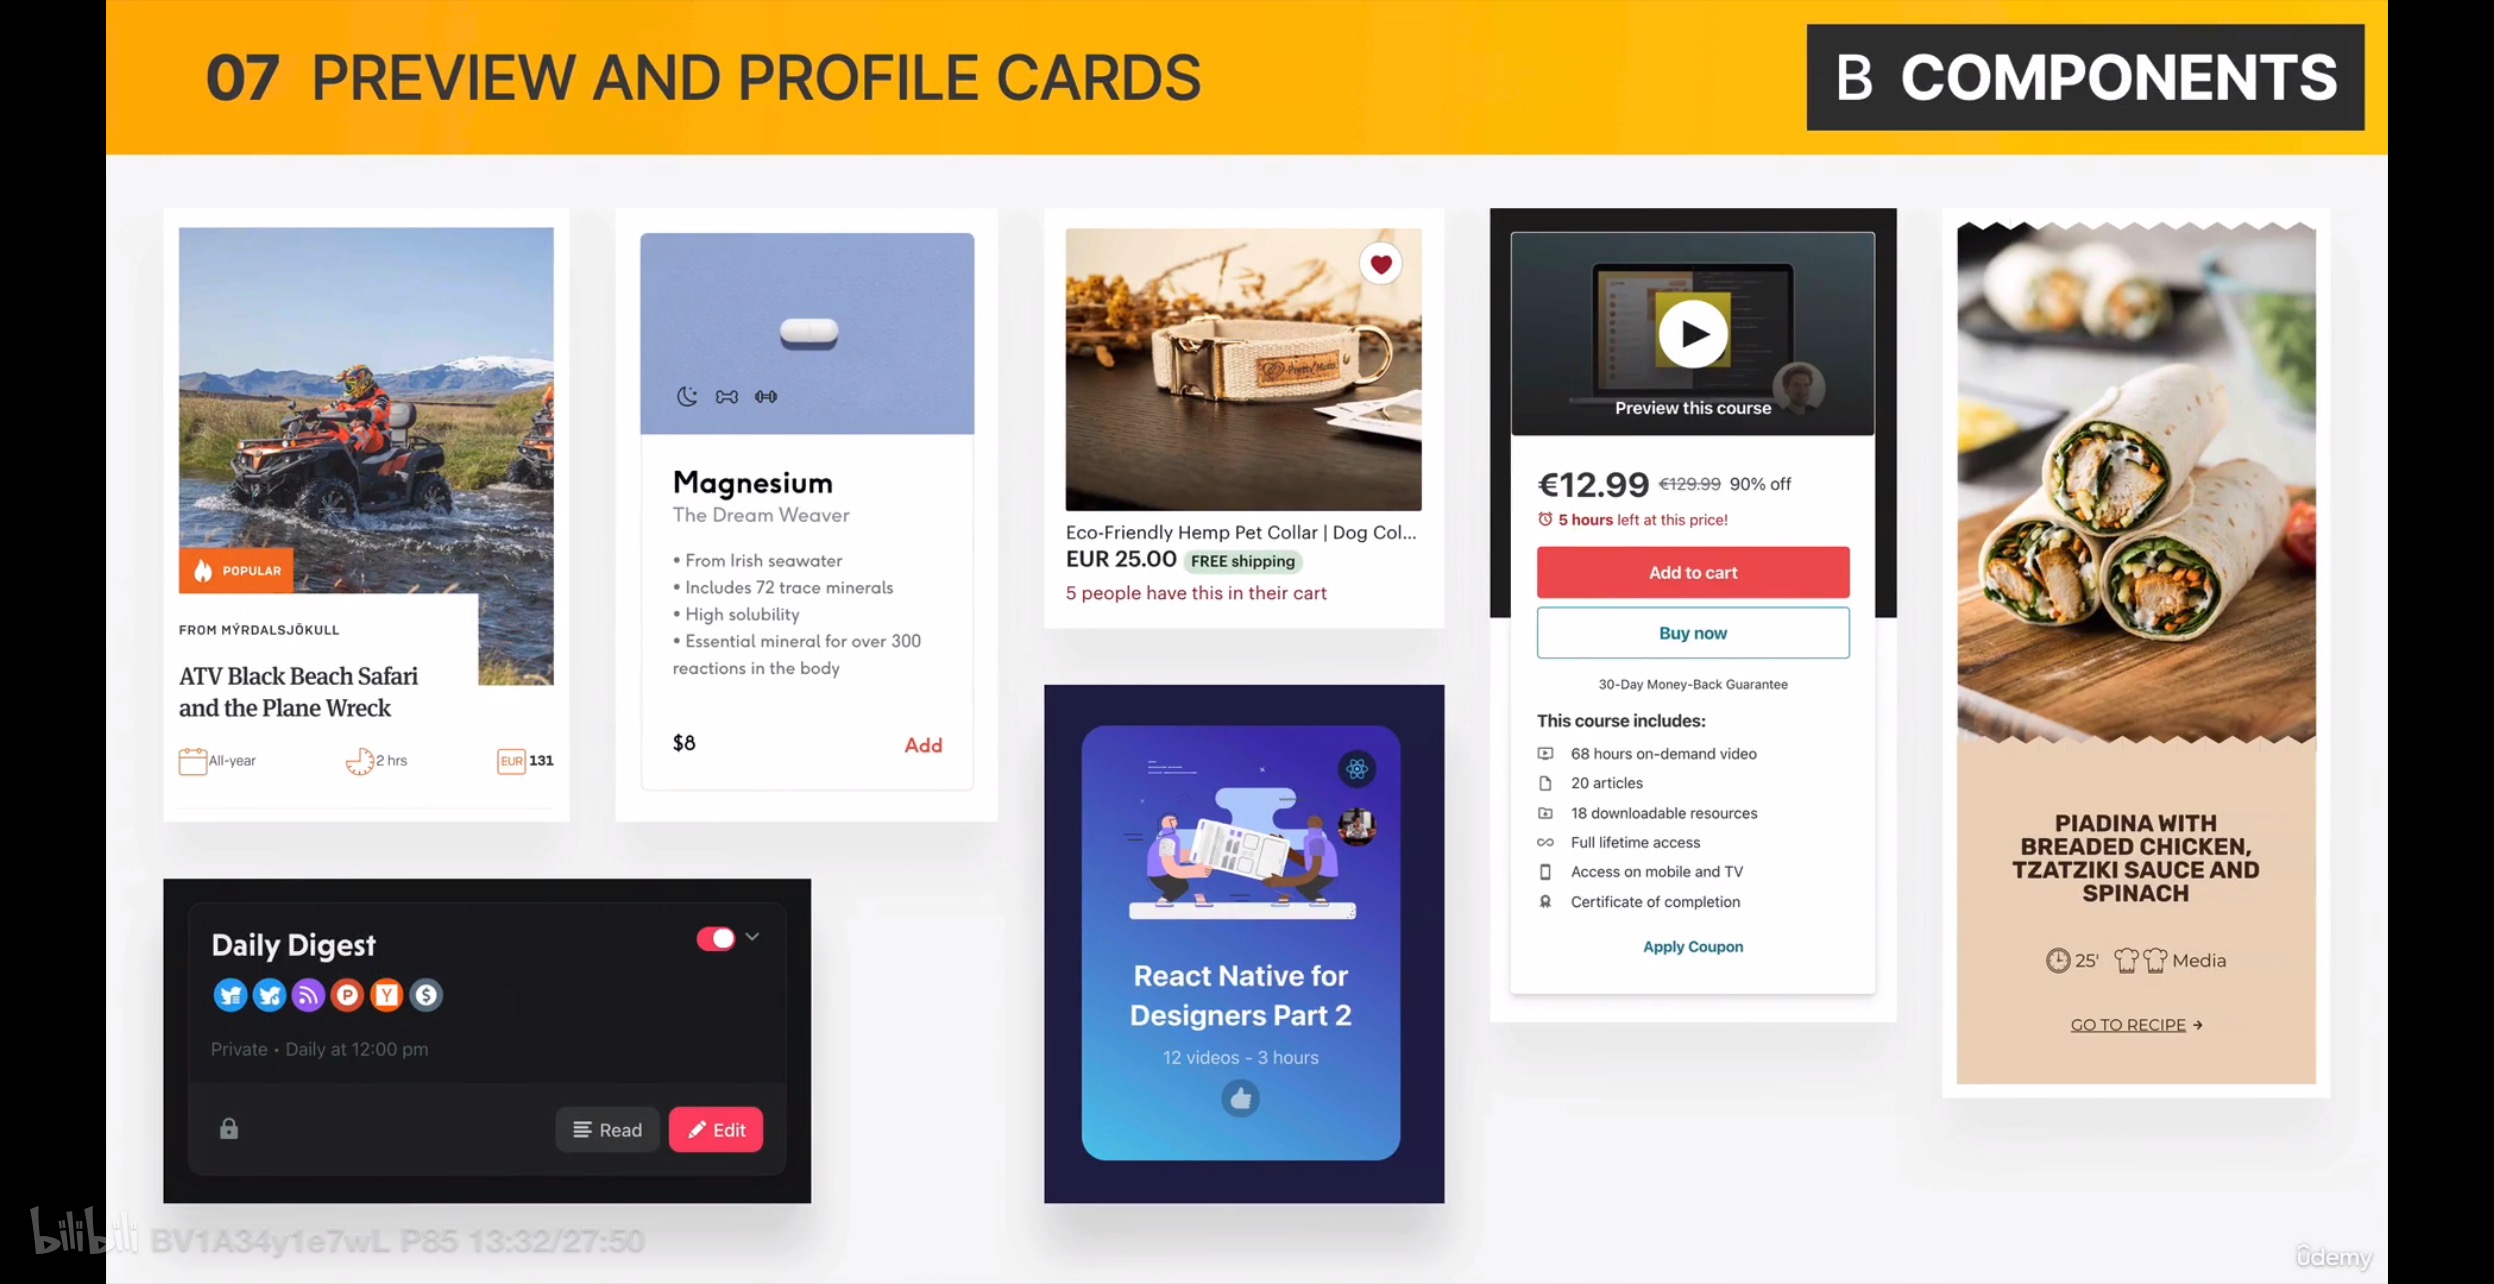 07 PREVIEW AND PROFILE CARDS
B COMPONENTS
POPULAR
FROM MÝRDALSJÖKULL
ATV Black Beach Safari
and the Plane Wreck
All-year
2 hrs
EUR 131
Magnesium
The Dream Weaver
• From Irish seawater
• Includes 72 trace minerals
• High solubility
• Essential mineral for over 300
reactions in the body
$8
Add
Pretty Mutts
Eco-Friendly Hemp Pet Collar | Dog Col...
EUR 25.00 FREE shipping
5 people have this in their cart
Preview this course
€12.99 €129.99 90% off
5 hours left at this price!
Add to cart
Buy now
30-Day Money-Back Guarantee
This course includes:
68 hours on-demand video
20 articles
18 downloadable resources
Full lifetime access
Access on mobile and TV
Certificate of completion
Apply Coupon
PIADINA WITH
BREADED CHICKEN,
TZATZIKI SAUCE AND
SPINACH
25' Media
GO TO RECIPE →
Daily Digest
P Y $
Private • Daily at 12:00 pm
Read
Edit
React Native for
Designers Part 2
12 videos - 3 hours
bilibili BV1A34y1e7wL P85 13:32/27:50
ûdemy